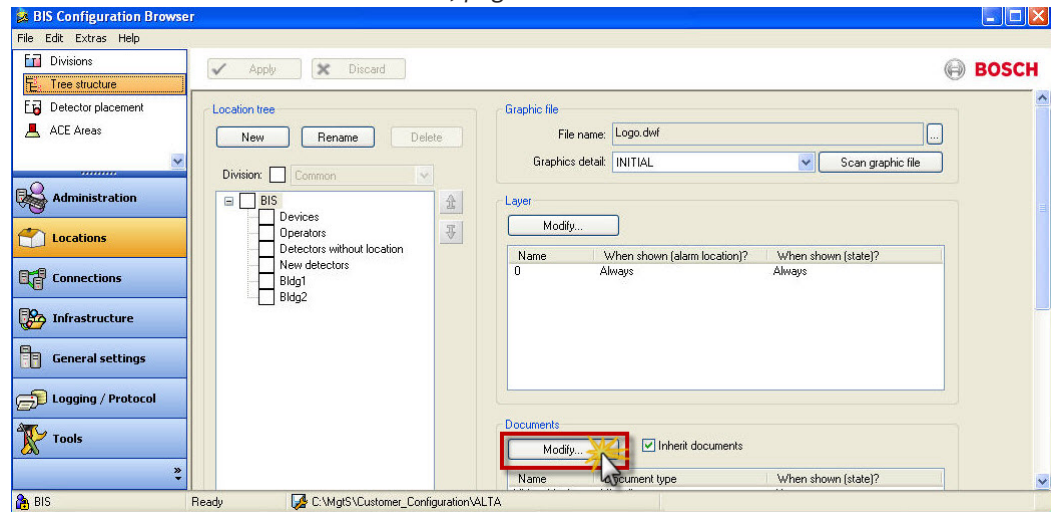 BIS Configuration Browser
File Edit Extras Help
Divisions
Tree structure
Detector placement
ACE Areas
Administration
Locations
Connections
Infrastructure
General settings
Logging / Protocol
Tools
Apply Discard
BOSCH
Location tree
New Rename Delete
Division: Common
BIS
Devices
Operators
Detectors without location
New detectors
Bldg1
Bldg2
Graphic file
File name: Logo.dwf ...
Graphics detail: INITIAL Scan graphic file
Layer
Modify...
Name When shown (alarm location)? When shown (state)?
0 Always Always
Documents
Modify... Inherit documents
Name Document type When shown (state)?
BIS Ready C:\MgtS\Customer_Configuration\ALTA